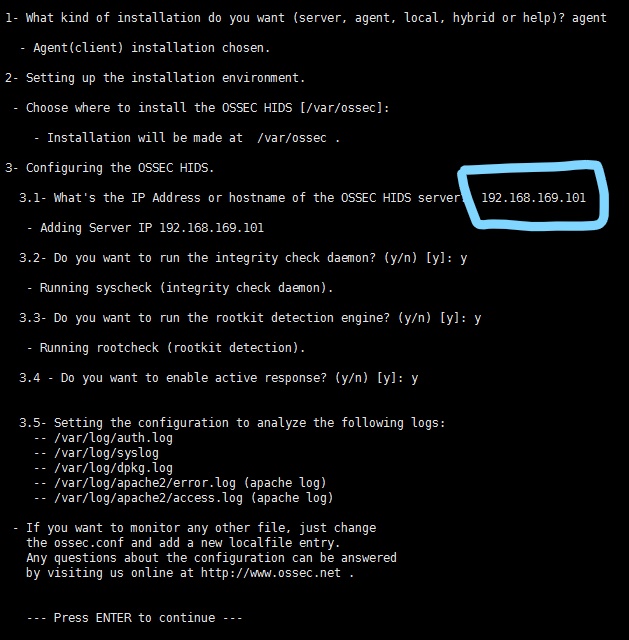 1- What kind of installation do you want (server, agent, local, hybrid or help)? agent
- Agent(client) installation chosen.
2- Setting up the installation environment.
- Choose where to install the OSSEC HIDS [/var/ossec]:
- Installation will be made at  /var/ossec .
3- Configuring the OSSEC HIDS.
3.1- What's the IP Address or hostname of the OSSEC HIDS server 192.168.169.101
- Adding Server IP 192.168.169.101
3.2- Do you want to run the integrity check daemon? (y/n) [y]: y
- Running syscheck (integrity check daemon).
3.3- Do you want to run the rootkit detection engine? (y/n) [y]: y
- Running rootcheck (rootkit detection).
3.4 - Do you want to enable active response? (y/n) [y]: y
3.5- Setting the configuration to analyze the following logs:
-- /var/log/auth.log
-- /var/log/syslog
-- /var/log/dpkg.log
-- /var/log/apache2/error.log (apache log)
-- /var/log/apache2/access.log (apache log)
- If you want to monitor any other file, just change
the ossec.conf and add a new localfile entry.
Any questions about the configuration can be answered
by visiting us online at http://www.ossec.net .
--- Press ENTER to continue ---